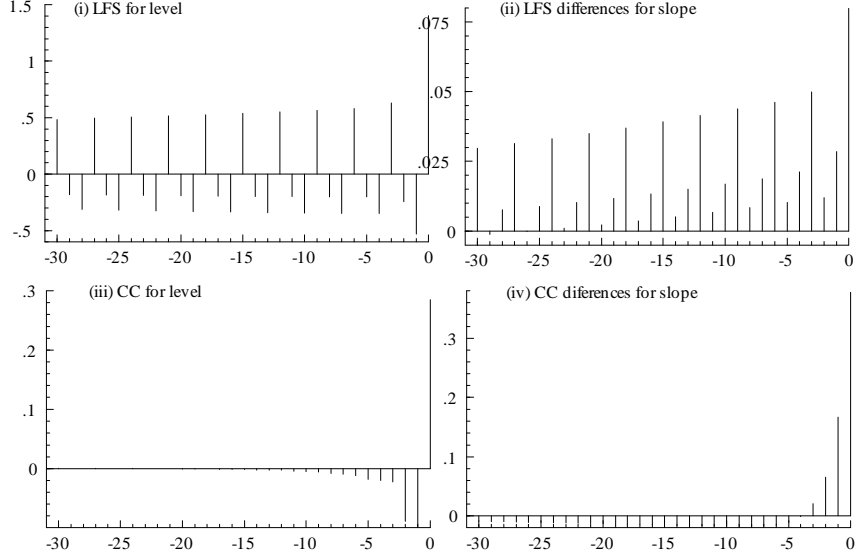 (i) LFS for level
1.5
1
.5
0
-.5
-30 -25 -20 -15 -10 -5 0
(ii) LFS differences for slope
.075
.05
.025
0
-30 -25 -20 -15 -10 -5 0
(iii) CC for level
.3
.2
.1
0
-30 -25 -20 -15 -10 -5 0
(iv) CC diferences for slope
.3
.2
.1
0
-30 -25 -20 -15 -10 -5 0